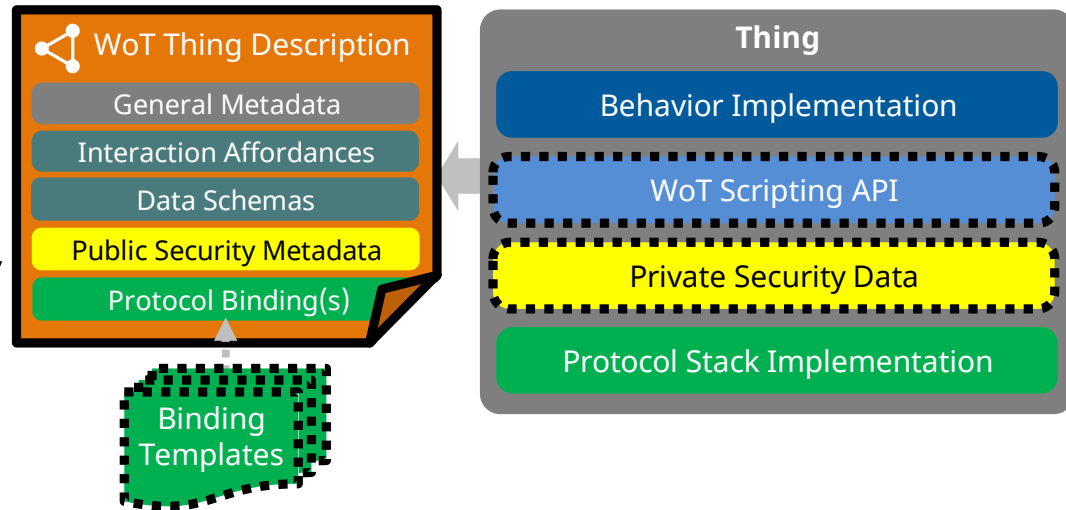 WoT Thing Description
General Metadata
Interaction Affordances
Data Schemas
Public Security Metadata
Protocol Binding(s)
Binding
Templates
Thing
Behavior Implementation
WoT Scripting API
Private Security Data
Protocol Stack Implementation